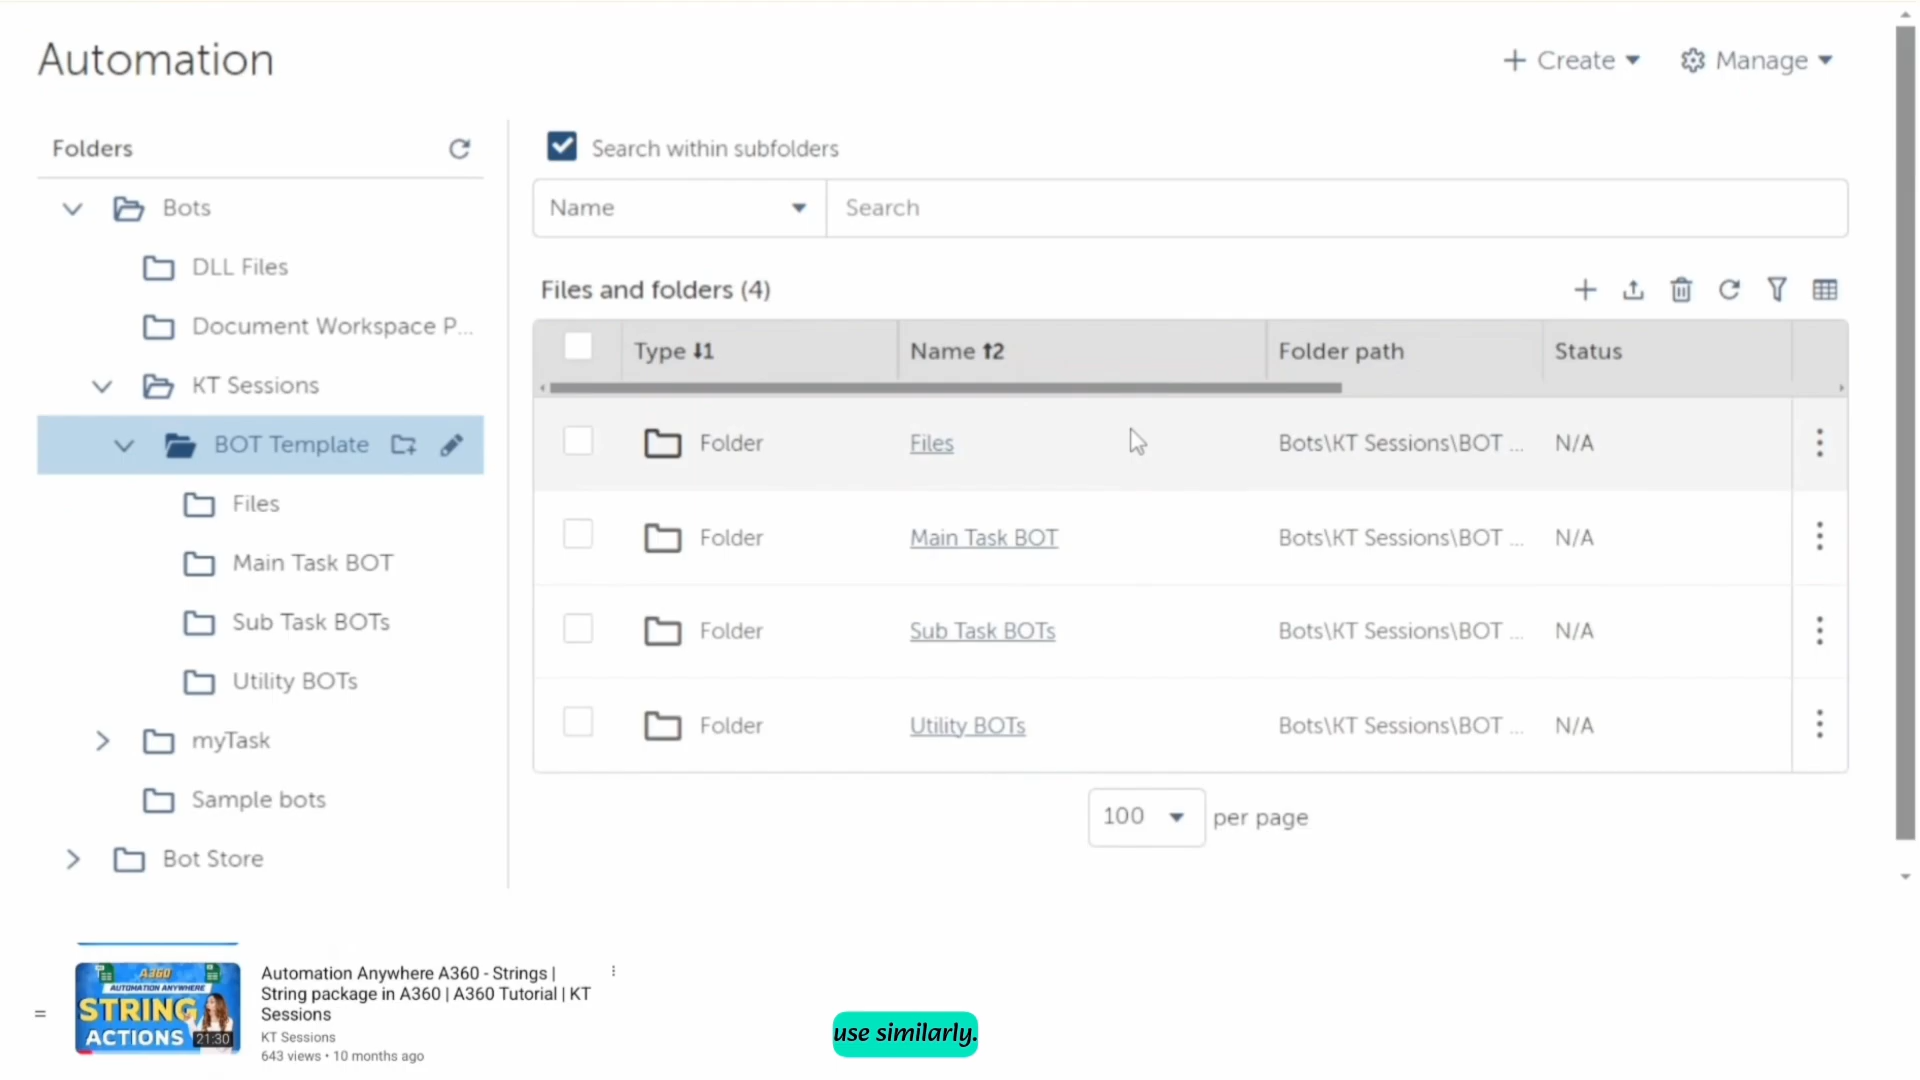 Automation
+ Create
Manage
Folders
Search within subfolders
Bots
Name
Search
DLL Files
Document Workspace P...
Files and folders (4)
KT Sessions
Type ↓1
Name ↑2
Folder path
Status
BOT Template
Folder
Files
Bots\KT Sessions\BOT ...
N/A
Files
Main Task BOT
Folder
Main Task BOT
Bots\KT Sessions\BOT ...
N/A
Sub Task BOTs
Folder
Sub Task BOTs
Bots\KT Sessions\BOT ...
N/A
Utility BOTs
Folder
Utility BOTs
Bots\KT Sessions\BOT ...
N/A
myTask
Sample bots
100
per page
Bot Store
A360
AUTOMATION ANYWHERE
STRING
ACTIONS
21:30
Automation Anywhere A360 - Strings |
String package in A360 | A360 Tutorial | KT
Sessions
KT Sessions
643 views • 10 months ago
use similarly.